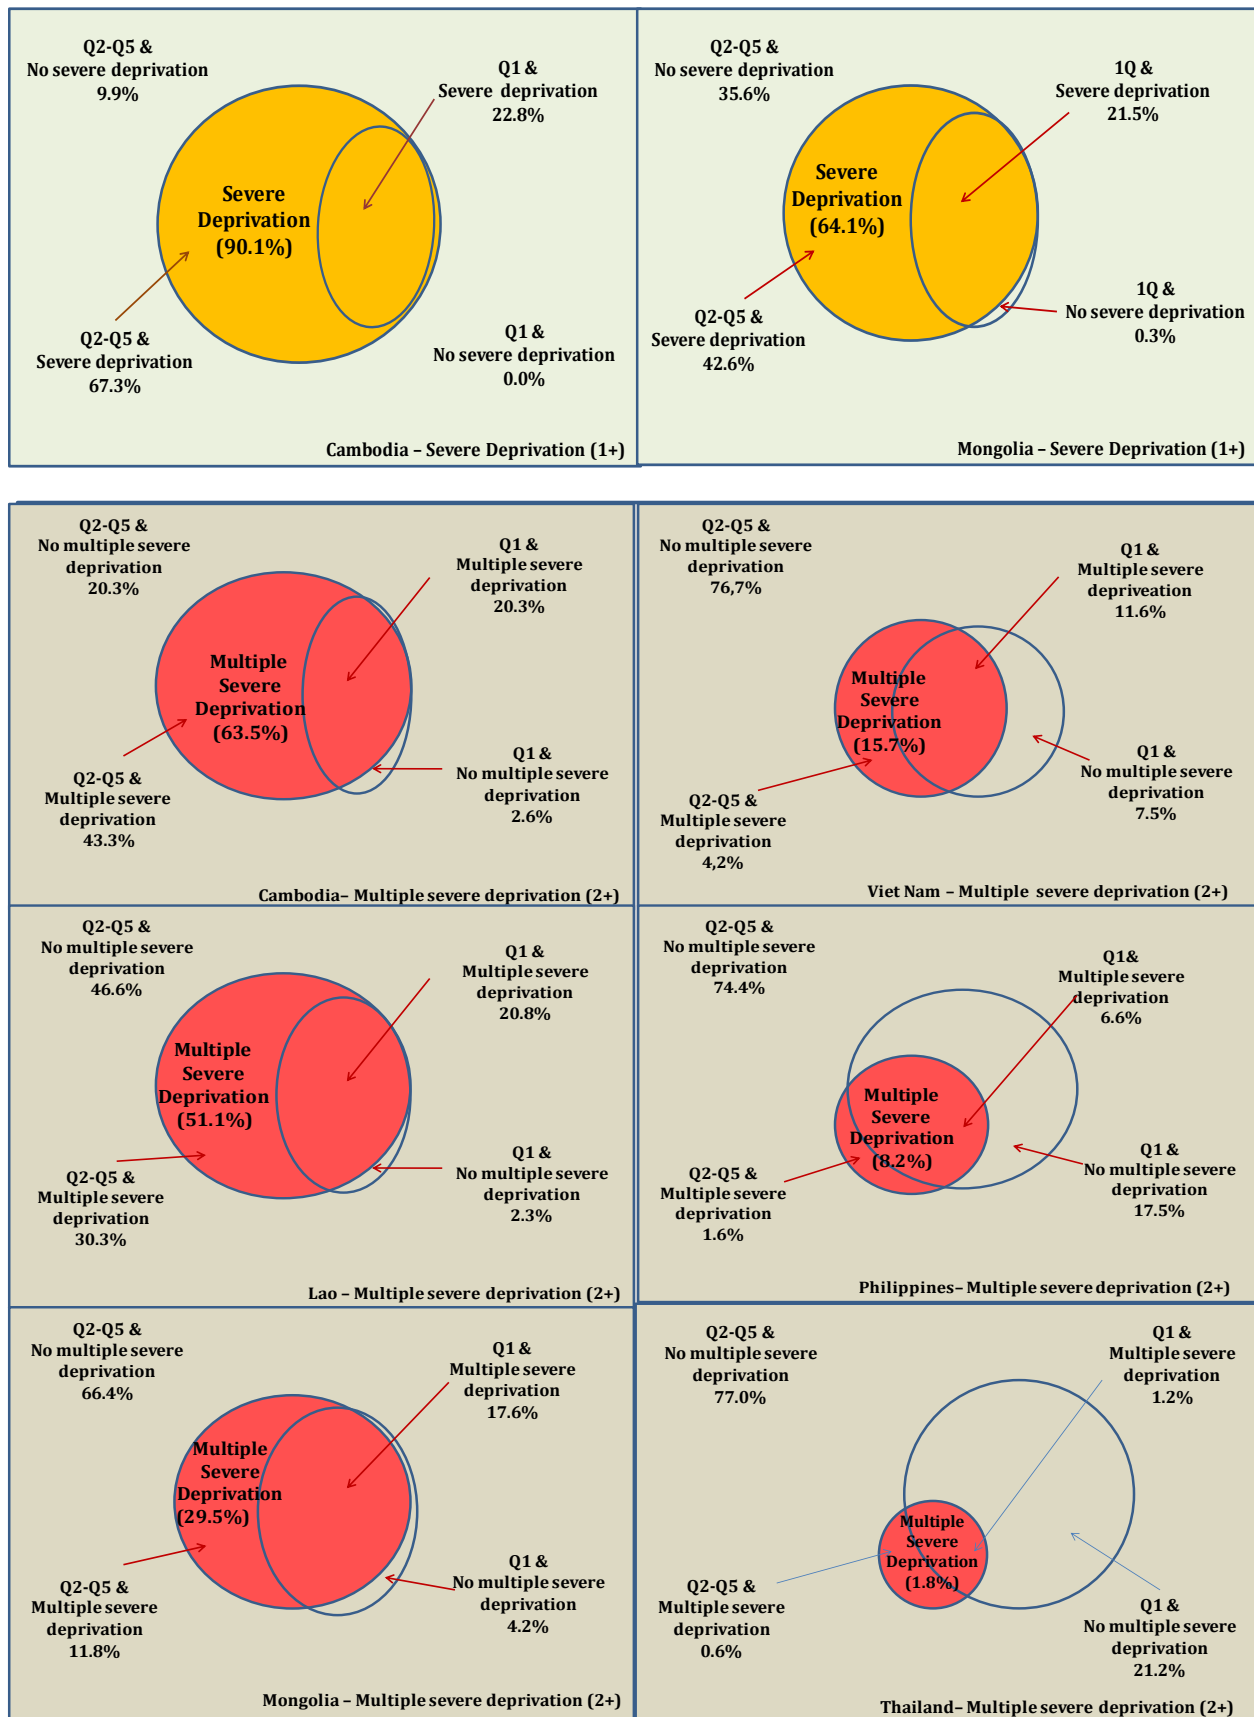 Q2-Q5 &
No severe deprivation
9.9%
Q1 &
Severe deprivation
22.8%
Severe
Deprivation
(90.1%)
Q2-Q5 &
Severe deprivation
67.3%
Q1 &
No severe deprivation
0.0%
Cambodia – Severe Deprivation (1+)
Q2-Q5 &
No severe deprivation
35.6%
1Q &
Severe deprivation
21.5%
Severe
Deprivation
(64.1%)
1Q &
No severe deprivation
0.3%
Q2-Q5 &
Severe deprivation
42.6%
Mongolia – Severe Deprivation (1+)
Q2-Q5 &
No multiple severe
deprivation
20.3%
Q1 &
Multiple severe
deprivation
20.3%
Multiple
Severe
Deprivation
(63.5%)
Q2-Q5 &
Multiple severe
deprivation
43.3%
Q1 &
No multiple severe
deprivation
2.6%
Cambodia– Multiple severe deprivation (2+)
Q2-Q5 &
No multiple severe
deprivation
76,7%
Q1 &
Multiple severe
depriveation
11.6%
Multiple
Severe
Deprivation
(15.7%)
Q2-Q5 &
Multiple severe
deprivation
4,2%
Q1 &
No multiple severe
deprivation
7.5%
Viet Nam – Multiple severe deprivation (2+)
Q2-Q5 &
No multiple severe
deprivation
46.6%
Q1 &
Multiple severe
deprivation
20.8%
Multiple
Severe
Deprivation
(51.1%)
Q2-Q5 &
Multiple severe
deprivation
30.3%
Q1 &
No multiple severe
deprivation
2.3%
Lao – Multiple severe deprivation (2+)
Q2-Q5 &
No multiple severe
deprivation
74.4%
Q1&
Multiple severe
deprivation
6.6%
Multiple
Severe
Deprivation
(8.2%)
Q2-Q5 &
Multiple severe
deprivation
1.6%
Q1 &
No multiple severe
deprivation
17.5%
Philippines– Multiple severe deprivation (2+)
Q2-Q5 &
No multiple severe
deprivation
66.4%
Q1 &
Multiple severe
deprivation
17.6%
Multiple
Severe
Deprivation
(29.5%)
Q2-Q5 &
Multiple severe
deprivation
11.8%
Q1 &
No multiple severe
deprivation
4.2%
Mongolia – Multiple severe deprivation (2+)
Q2-Q5 &
No multiple severe
deprivation
77.0%
Q1 &
Multiple severe
deprivation
1.2%
Multiple
Severe
Deprivation
(1.8%)
Q2-Q5 &
Multiple severe
deprivation
0.6%
Q1 &
No multiple severe
deprivation
21.2%
Thailand– Multiple severe deprivation (2+)